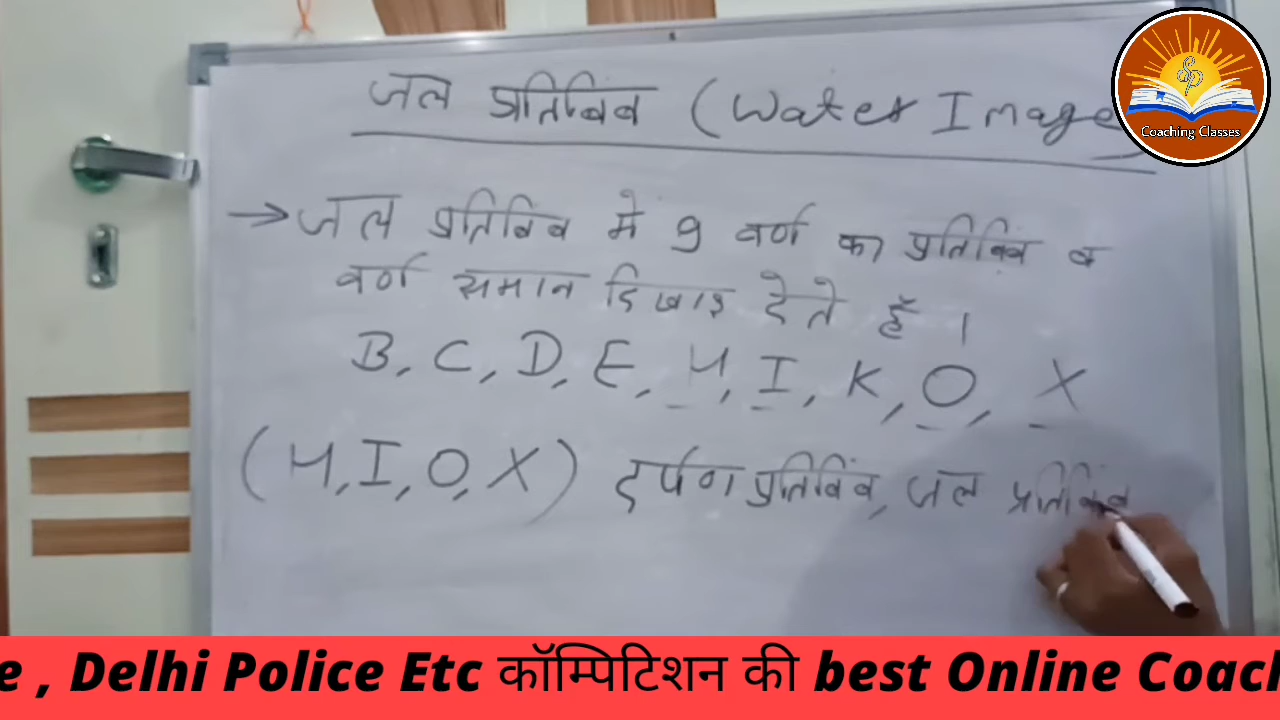 जल प्रतिबिंब (Water Image
Coaching Classes
→ जल प्रतिबिंब में 9 वर्ण का प्रतिबिंब व
वर्ण समान दिखाइ देते हैं ।
B, C, D, E, H, I, K, O, X
(H, I, O, X) दर्पण प्रतिबिंब, जल प्रतिबिंब
e , Delhi Police Etc कॉम्पिटिशन की best Online Coach